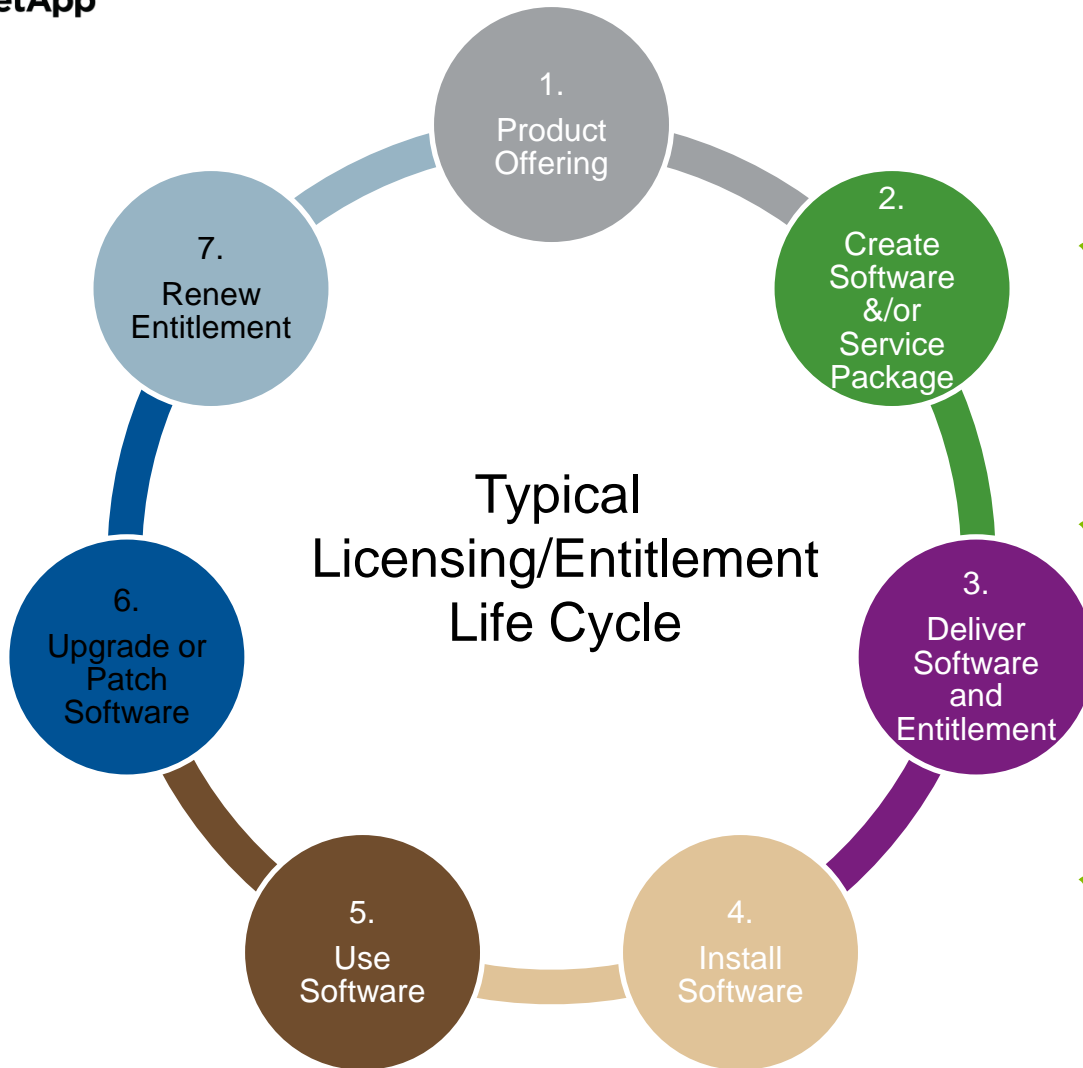 etApp
1.
Product
Offering
2.
Create
Software
&/or
Service
Package
7.
Renew
Entitlement
Typical
Licensing/Entitlement
Life Cycle
3.
Deliver
Software
and
Entitlement
6.
Upgrade or
Patch
Software
5.
Use
Software
4.
Install
Software